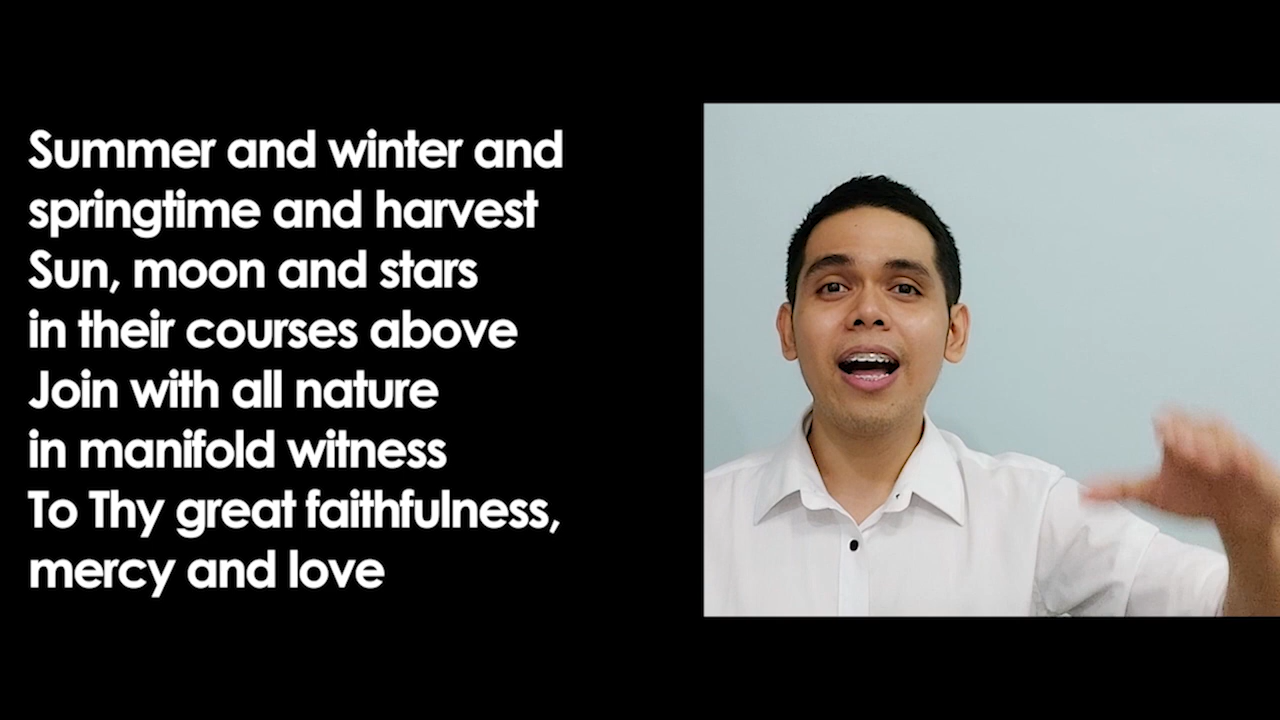 Summer and winter and
springtime and harvest
Sun, moon and stars
in their courses above
Join with all nature
in manifold witness
To Thy great faithfulness,
mercy and love